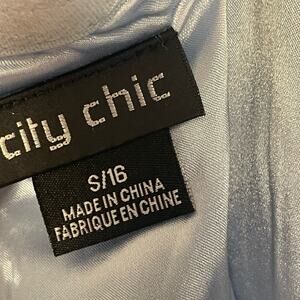 city chic
S/16
MADE IN CHINA
FABRIQUE EN CHINE